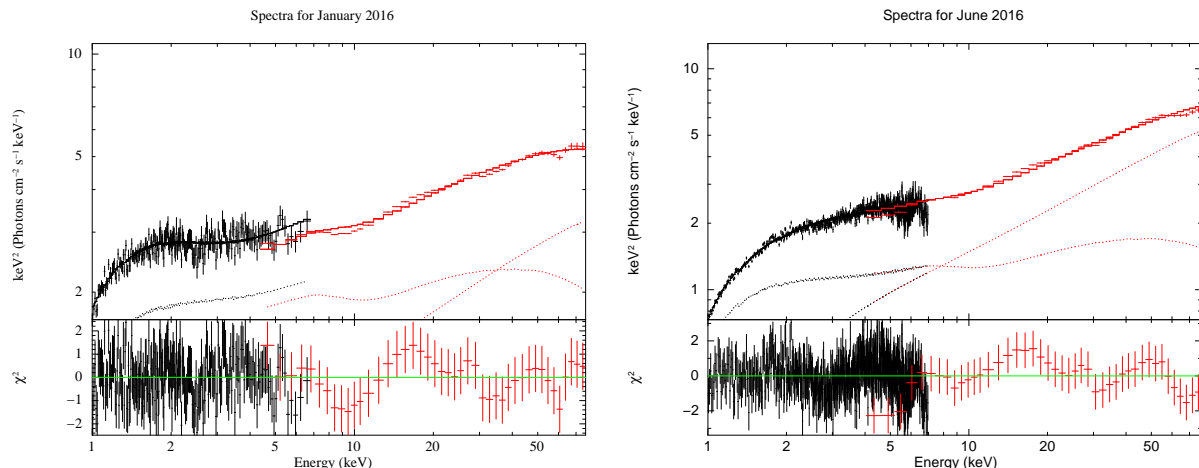 Spectra for January 2016
10
5
2
keV² (Photons cm⁻² s⁻¹ keV⁻¹)
2
1
0
−1
−2
χ²
1 2 5 10 20 50
Energy (keV)
Spectra for June 2016
10
5
2
1
keV² (Photons cm⁻² s⁻¹ keV⁻¹)
2
0
−2
χ²
1 2 5 10 20 50
Energy (keV)